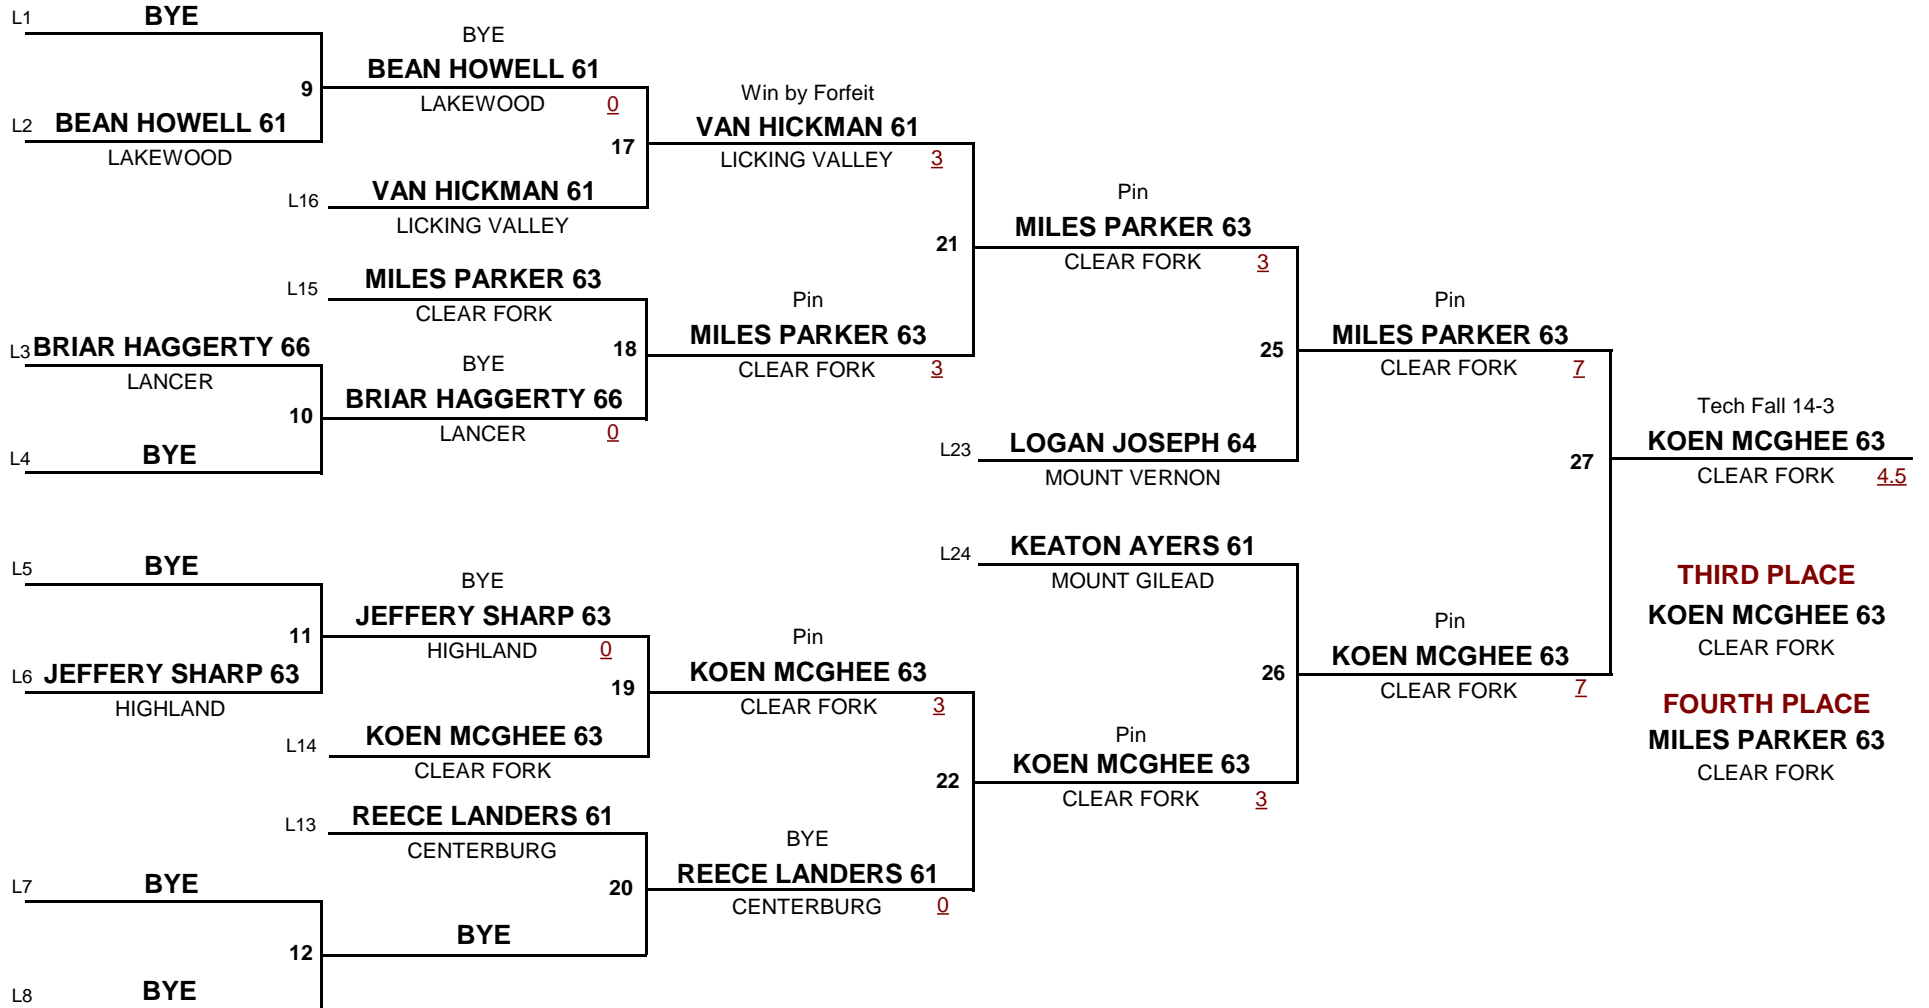 L1 BYE
BYE
BEAN HOWELL 61
9
LAKEWOOD 0
L2 BEAN HOWELL 61
LAKEWOOD
17
Win by Forfeit
VAN HICKMAN 61
LICKING VALLEY 3
L16 VAN HICKMAN 61
LICKING VALLEY
21
Pin
MILES PARKER 63
CLEAR FORK 3
L15 MILES PARKER 63
CLEAR FORK
L3 BRIAR HAGGERTY 66
LANCER
18
Pin
MILES PARKER 63
CLEAR FORK 3
BYE
BRIAR HAGGERTY 66
LANCER 0
10
L4 BYE
25
Pin
MILES PARKER 63
CLEAR FORK 7
L23 LOGAN JOSEPH 64
MOUNT VERNON
27
Tech Fall 14-3
KOEN MCGHEE 63
CLEAR FORK 4.5
L5 BYE
BYE
JEFFERY SHARP 63
HIGHLAND 0
11
L6 JEFFERY SHARP 63
HIGHLAND
19
Pin
KOEN MCGHEE 63
CLEAR FORK 3
L14 KOEN MCGHEE 63
CLEAR FORK
L24 KEATON AYERS 61
MOUNT GILEAD
26
Pin
KOEN MCGHEE 63
CLEAR FORK 7
22
Pin
KOEN MCGHEE 63
CLEAR FORK 3
L13 REECE LANDERS 61
CENTERBURG
20
BYE
REECE LANDERS 61
CENTERBURG 0
L7 BYE
12
BYE
L8 BYE
THIRD PLACE
KOEN MCGHEE 63
CLEAR FORK
FOURTH PLACE
MILES PARKER 63
CLEAR FORK